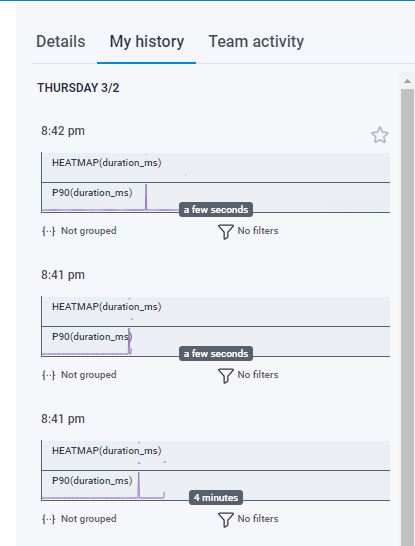 Details My history Team activity
THURSDAY 3/2
8:42 pm
HEATMAP(duration_ms)
P90(duration_ms)
a few seconds
Not grouped No filters
8:41 pm
HEATMAP(duration_ms)
P90(duration_ms)
a few seconds
Not grouped No filters
8:41 pm
HEATMAP(duration_ms)
P90(duration_ms)
4 minutes
Not grouped No filters